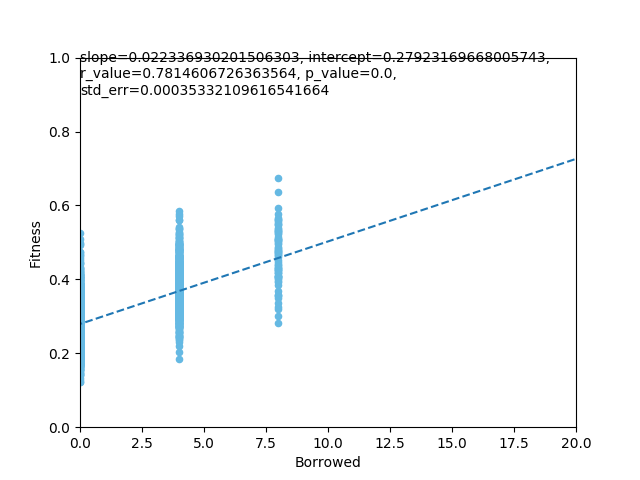 slope=0.022336930201506303, intercept=0.27923169668005743,
r_value=0.7814606726363564, p_value=0.0,
std_err=0.00035332109616541664
1.0
0.8
0.6
0.4
0.2
0.0
Fitness
0.0 2.5 5.0 7.5 10.0 12.5 15.0 17.5 20.0
Borrowed